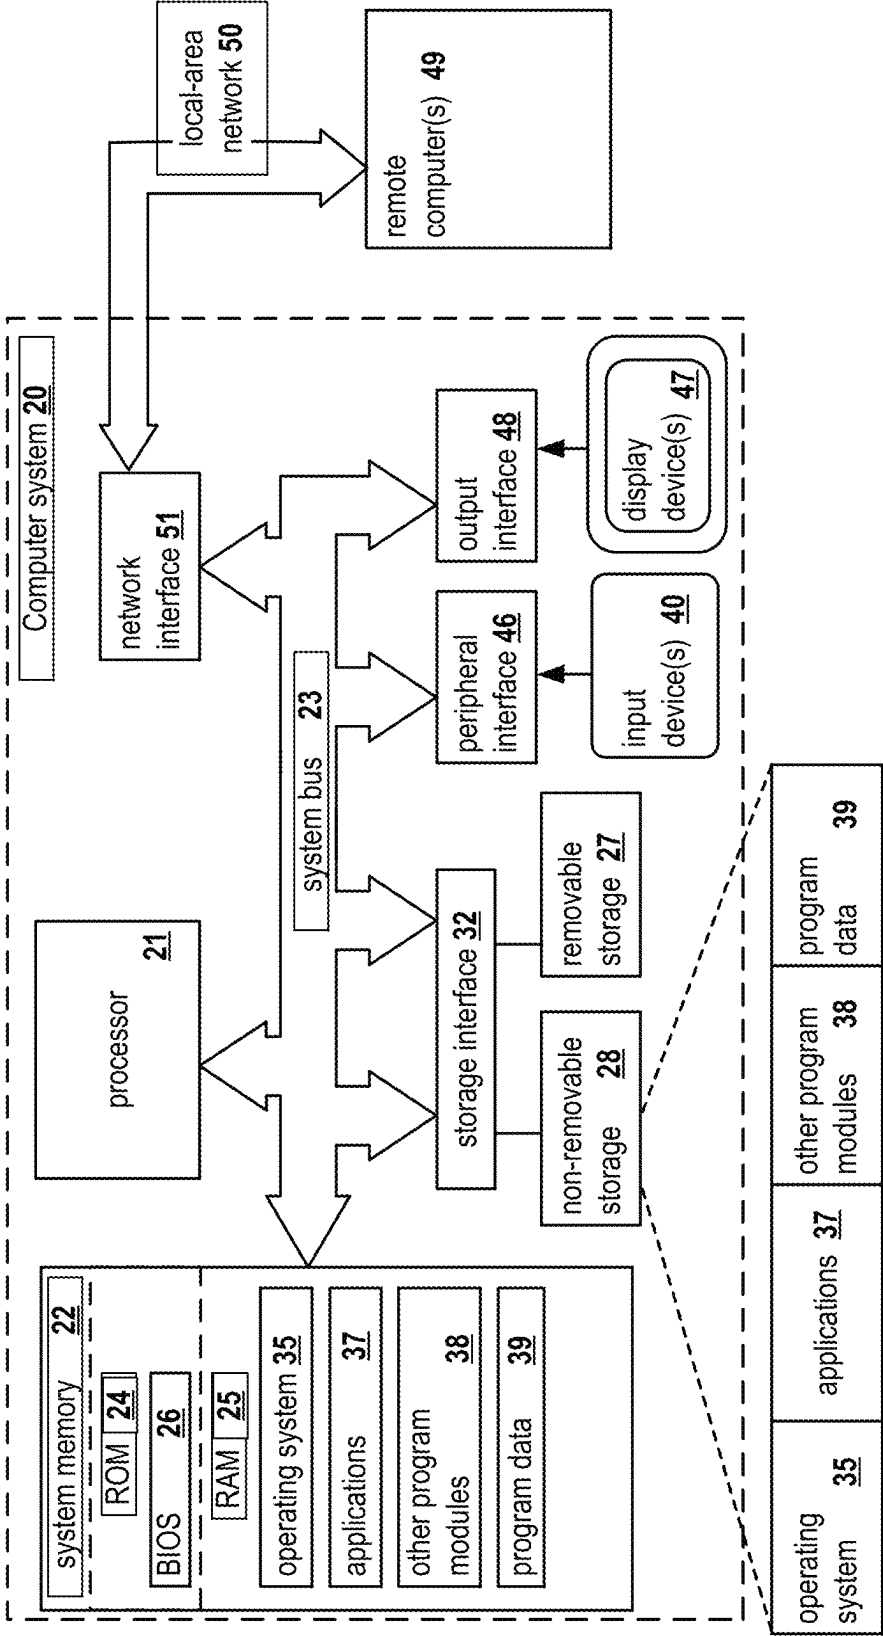 Computer system 20
system memory 22
ROM 24
BIOS 26
RAM 25
operating system 35
applications 37
other program
modules 38
program data 39
processor
21
network
interface 51
local-area
network 50
remote
computer(s) 49
system bus 23
storage interface 32
peripheral
interface 46
output
interface 48
non-removable
storage 28
removable
storage 27
input
device(s) 40
display
device(s) 47
operating
system 35
applications 37
other program
modules 38
program
data 39